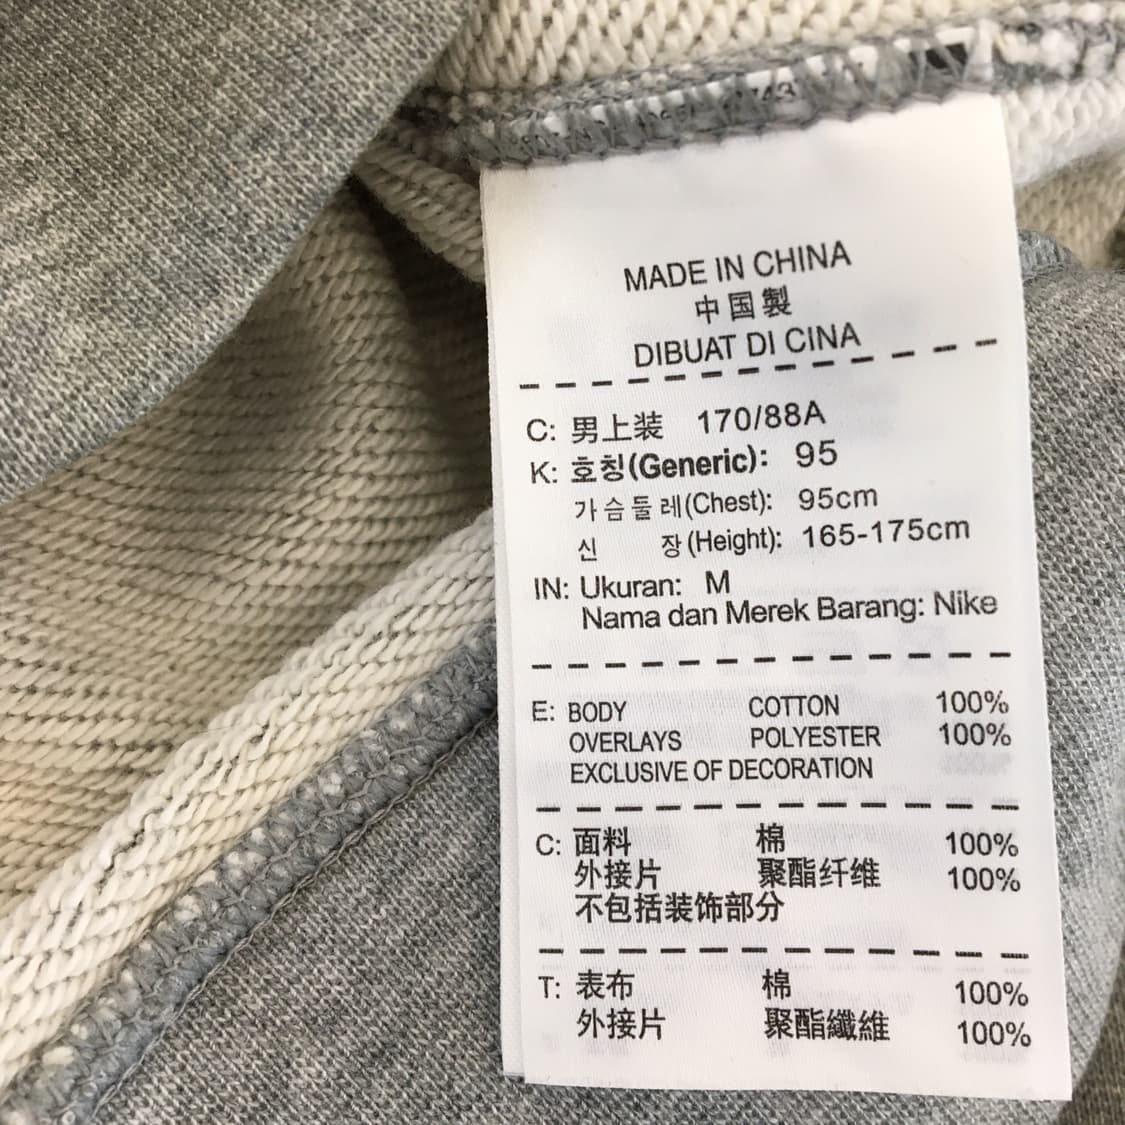 MADE IN CHINA
中国製
DIBUAT DI CINA
C: 男上装 170/88A
K: 호칭(Generic): 95
가슴둘레(Chest): 95cm
신 장(Height): 165-175cm
IN: Ukuran: M
Nama dan Merek Barang: Nike
E: BODY COTTON 100%
OVERLAYS POLYESTER 100%
EXCLUSIVE OF DECORATION
C: 面料 棉 100%
外接片 聚酯纤维 100%
不包括装饰部分
T: 表布 棉 100%
外接片 聚酯纖維 100%